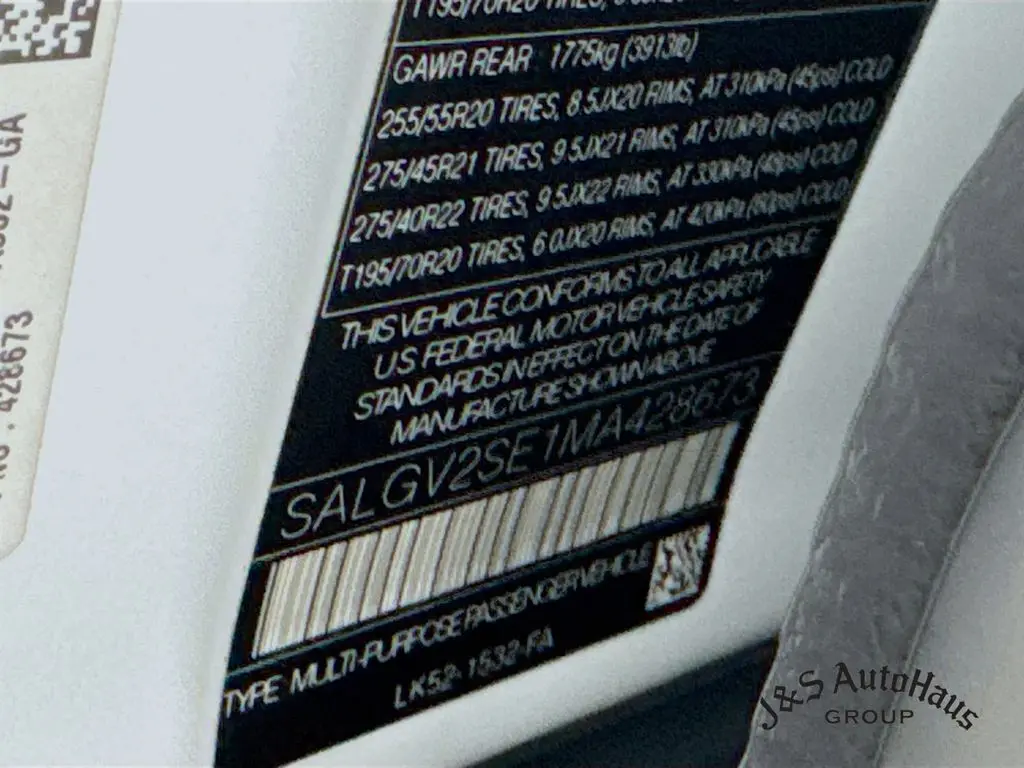 T195/70R20 TIRES,
GAWR REAR 1775kg (3913lb)
255/55R20 TIRES, 8.5JX20 RIMS, AT 310kPa (45psi) COLD
275/45R21 TIRES, 9.5JX21 RIMS, AT 310kPa (45psi) COLD
275/40R22 TIRES, 9.5JX22 RIMS, AT 330kPa (48psi) COLD
T195/70R20 TIRES, 6.0JX20 RIMS, AT 420kPa (60psi) COLD
THIS VEHICLE CONFORMS TO ALL APPLICABLE
US FEDERAL MOTOR VEHICLE SAFETY
STANDARDS IN EFFECT ON THE DATE OF
MANUFACTURE SHOWN ABOVE
SALGV2SE1MA428673
TYPE MULTI-PURPOSE PASSENGER VEHICLE
LK52-1532-FA
428673
-GA
J&S AutoHaus
GROUP